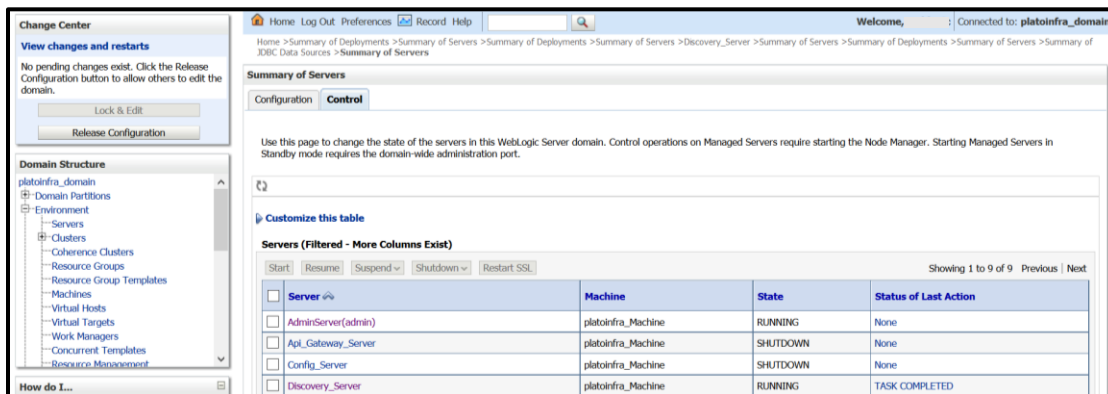 Change Center
View changes and restarts
No pending changes exist. Click the Release
Configuration button to allow others to edit the
domain.
Lock & Edit
Release Configuration
Domain Structure
platoinfra_domain
Domain Partitions
Environment
Servers
Clusters
Coherence Clusters
Resource Groups
Resource Group Templates
Machines
Virtual Hosts
Virtual Targets
Work Managers
Concurrent Templates
Resource Management
How do I...
Home Log Out Preferences Record Help
Welcome, : Connected to: platoinfra_domain
Home >Summary of Deployments >Summary of Servers >Summary of Deployments >Summary of Servers >Discovery_Server >Summary of Servers >Summary of Deployments >Summary of Servers >Summary of
JDBC Data Sources >Summary of Servers
Summary of Servers
Configuration Control
Use this page to change the state of the servers in this WebLogic Server domain. Control operations on Managed Servers require starting the Node Manager. Starting Managed Servers in
Standby mode requires the domain-wide administration port.
Customize this table
Servers (Filtered - More Columns Exist)
Start Resume Suspend Shutdown Restart SSL Showing 1 to 9 of 9 Previous | Next
Server Machine State Status of Last Action
AdminServer(admin) platoinfra_Machine RUNNING None
Api_Gateway_Server platoinfra_Machine SHUTDOWN None
Config_Server platoinfra_Machine SHUTDOWN None
Discovery_Server platoinfra_Machine RUNNING TASK COMPLETED